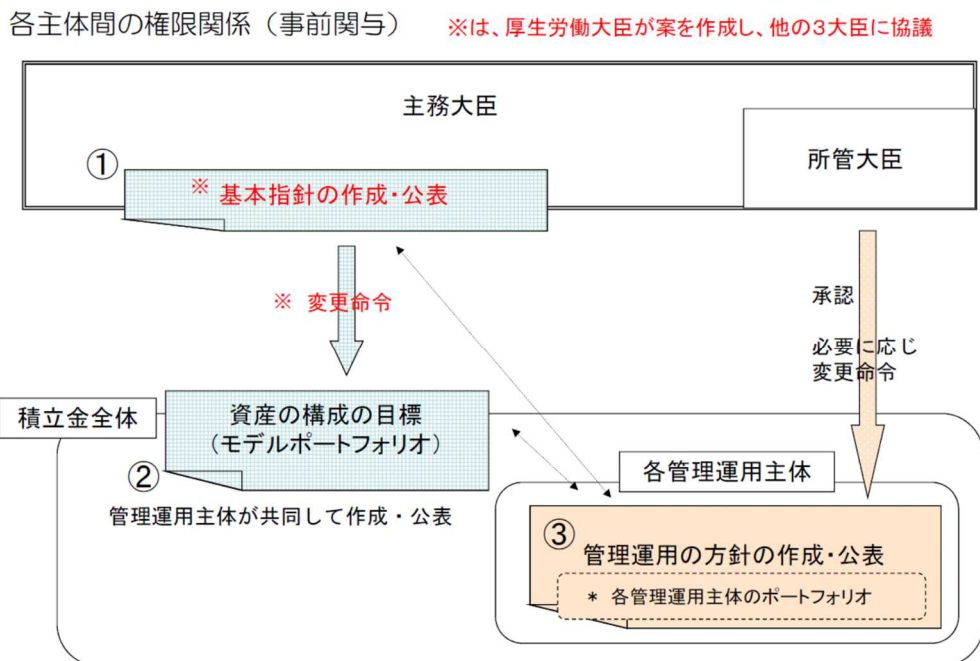 各主体間の権限関係（事前関与）
※は、厚生労働大臣が案を作成し、他の3大臣に協議
主務大臣
所管大臣
①
※ 基本指針の作成・公表
※ 変更命令
承認
必要に応じ
変更命令
積立金全体
資産の構成の目標
（モデルポートフォリオ）
②
管理運用主体が共同して作成・公表
各管理運用主体
③
管理運用の方針の作成・公表
* 各管理運用主体のポートフォリオ